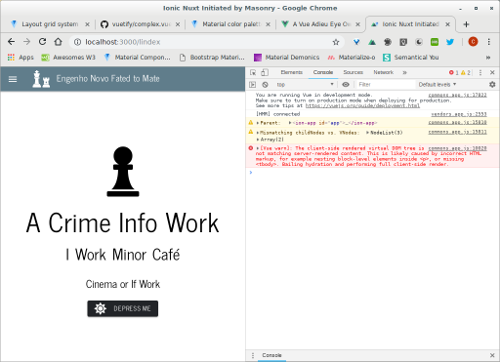 Ionic Nuxt Initiated by Masonry - Google Chrome
Layout grid system
vuetify/complex.vu
Material color palet
A Vue Adieu Eye O
Ionic Nuxt Initiated
localhost:3000/index
Apps
Awesomes W3
Material Compon...
Bootstrap Materi...
Material Demonics
Materialize-o
Semantical You
Engenho Novo Fated to Mate
A Crime Info Work
I Work Minor Café
Cinema or If Work
DEPRESS ME
Elements
Console
Sources
Network
1
2
top
Filter
Default levels
You are running Vue in development mode.
Make sure to turn on production mode when deploying for production.
See more tips at https://vuejs.org/guide/deployment.html
[HMR] connected
Parent: <ion-app id="app">…</ion-app>
Mismatching childNodes vs. VNodes: NodeList(3)
Array(2)
[Vue warn]: The client-side rendered virtual DOM tree is
not matching server-rendered content. This is likely caused by incorrect HTML
markup, for example nesting block-level elements inside <p>, or missing
<tbody>. Bailing hydration and performing full client-side render.
Console